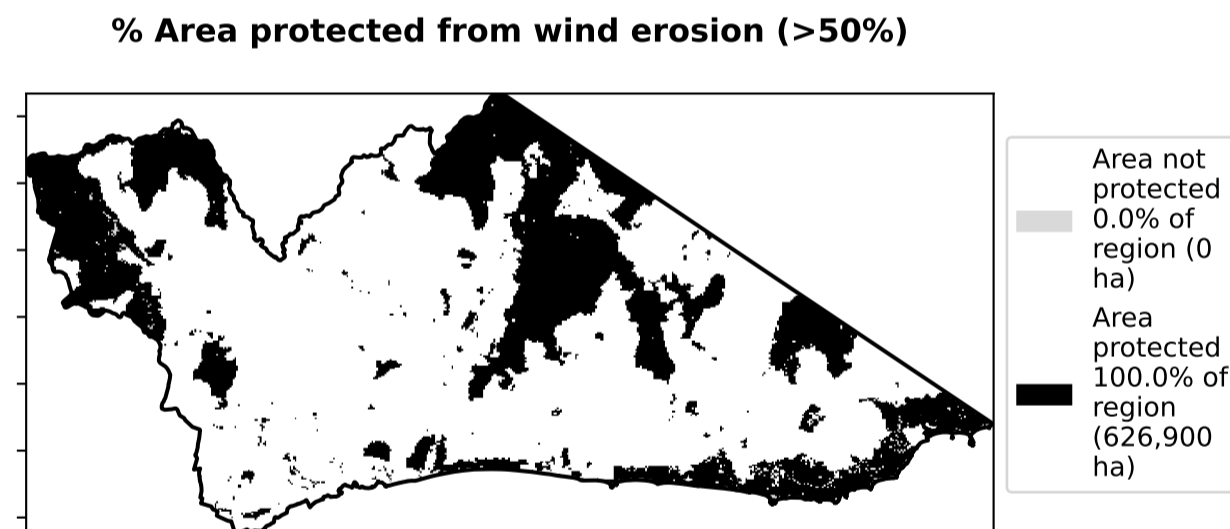 % Area protected from wind erosion (>50%)
Area not
protected
0.0% of
region (0
ha)
Area
protected
100.0% of
region
(626,900
ha)